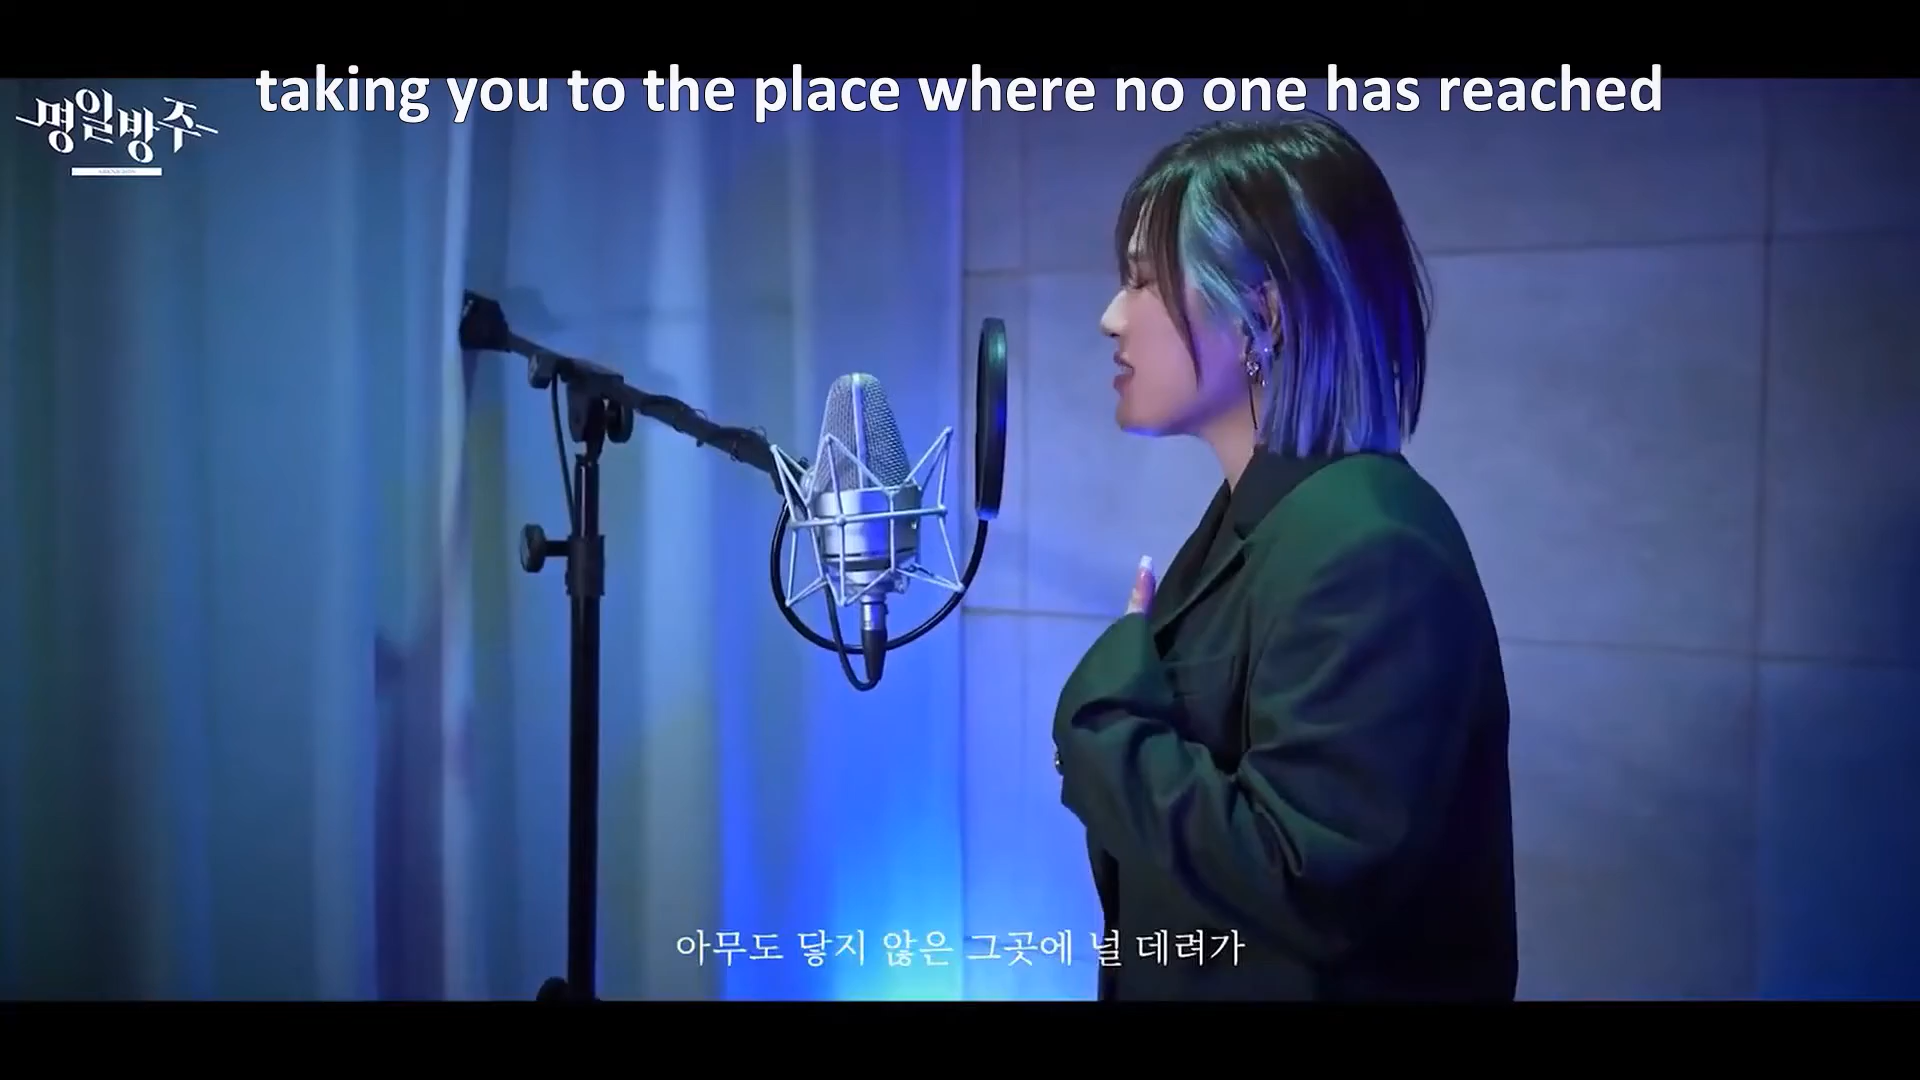 taking you to the place where no one has reached
명일방주
아무도 닿지 않은 그곳에 널 데려가